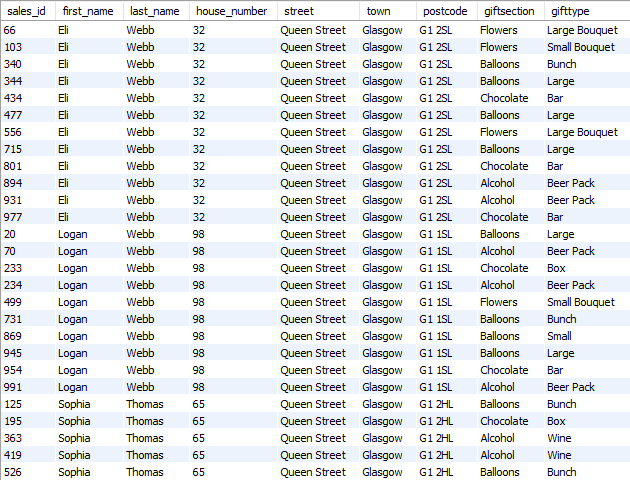 sales_id first_name last_name house_number street town postcode giftsection gifttype
66 Eli Webb 32 Queen Street Glasgow G1 2SL Flowers Large Bouquet
103 Eli Webb 32 Queen Street Glasgow G1 2SL Flowers Small Bouquet
340 Eli Webb 32 Queen Street Glasgow G1 2SL Balloons Bunch
344 Eli Webb 32 Queen Street Glasgow G1 2SL Balloons Large
434 Eli Webb 32 Queen Street Glasgow G1 2SL Chocolate Bar
477 Eli Webb 32 Queen Street Glasgow G1 2SL Balloons Large
556 Eli Webb 32 Queen Street Glasgow G1 2SL Flowers Large Bouquet
715 Eli Webb 32 Queen Street Glasgow G1 2SL Balloons Large
801 Eli Webb 32 Queen Street Glasgow G1 2SL Chocolate Bar
894 Eli Webb 32 Queen Street Glasgow G1 2SL Alcohol Beer Pack
931 Eli Webb 32 Queen Street Glasgow G1 2SL Alcohol Beer Pack
977 Eli Webb 32 Queen Street Glasgow G1 2SL Chocolate Bar
20 Logan Webb 98 Queen Street Glasgow G1 1SL Balloons Large
70 Logan Webb 98 Queen Street Glasgow G1 1SL Alcohol Beer Pack
233 Logan Webb 98 Queen Street Glasgow G1 1SL Chocolate Box
234 Logan Webb 98 Queen Street Glasgow G1 1SL Alcohol Beer Pack
499 Logan Webb 98 Queen Street Glasgow G1 1SL Flowers Small Bouquet
731 Logan Webb 98 Queen Street Glasgow G1 1SL Balloons Bunch
869 Logan Webb 98 Queen Street Glasgow G1 1SL Balloons Small
945 Logan Webb 98 Queen Street Glasgow G1 1SL Balloons Large
954 Logan Webb 98 Queen Street Glasgow G1 1SL Chocolate Bar
991 Logan Webb 98 Queen Street Glasgow G1 1SL Alcohol Beer Pack
125 Sophia Thomas 65 Queen Street Glasgow G1 2HL Balloons Bunch
195 Sophia Thomas 65 Queen Street Glasgow G1 2HL Chocolate Box
363 Sophia Thomas 65 Queen Street Glasgow G1 2HL Alcohol Wine
419 Sophia Thomas 65 Queen Street Glasgow G1 2HL Alcohol Wine
526 Sophia Thomas 65 Queen Street Glasgow G1 2HL Balloons Bunch